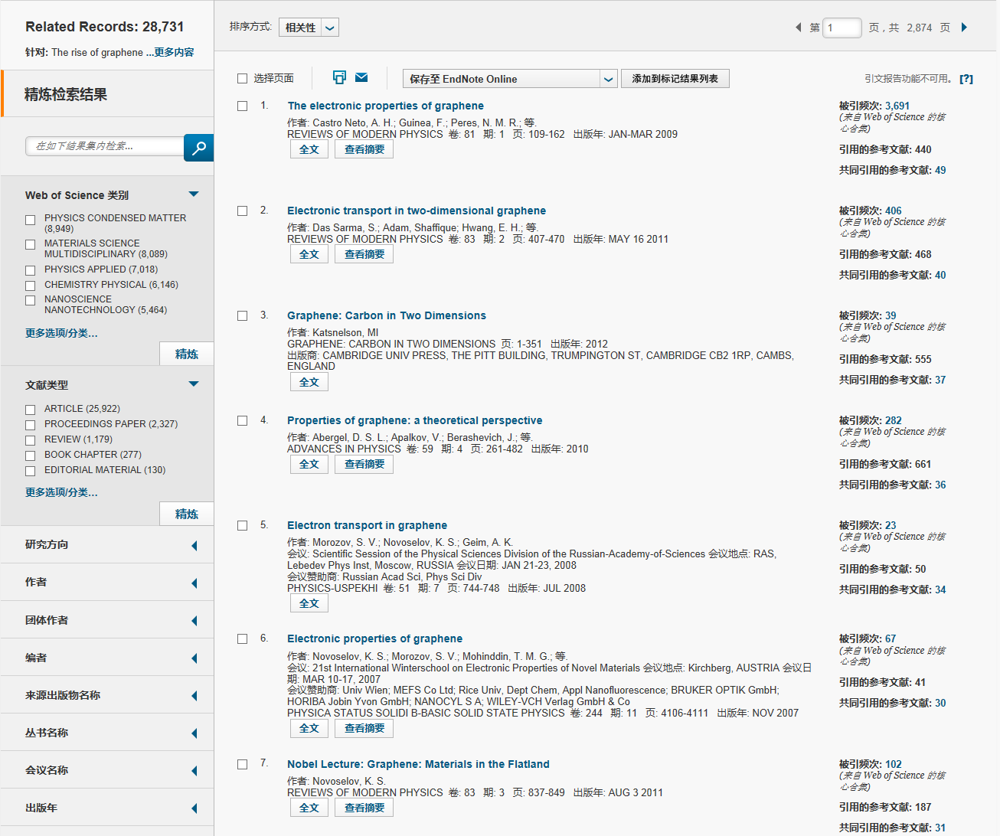 Related Records: 28,731
针对: The rise of graphene ...更多内容
精炼检索结果
在如下结果集内检索...
Web of Science 类别
PHYSICS CONDENSED MATTER
(8,949)
MATERIALS SCIENCE
MULTIDISCIPLINARY (8,089)
PHYSICS APPLIED (7,018)
CHEMISTRY PHYSICAL (6,146)
NANOSCIENCE
NANOTECHNOLOGY (5,464)
更多选项/分类...
精炼
文献类型
ARTICLE (25,922)
PROCEEDINGS PAPER (2,327)
REVIEW (1,179)
BOOK CHAPTER (277)
EDITORIAL MATERIAL (130)
更多选项/分类...
精炼
研究方向
作者
团体作者
编者
来源出版物名称
丛书名称
会议名称
出版年
排序方式: 相关性
第 1 页 , 共 2,874 页
选择页面
保存至 EndNote Online
添加到标记结果列表
引文报告功能不可用。 [?]
1. The electronic properties of graphene
作者: Castro Neto, A. H.; Guinea, F.; Peres, N. M. R.; 等.
REVIEWS OF MODERN PHYSICS 卷: 81 期: 1 页: 109-162 出版年: JAN-MAR 2009
全文 查看摘要
被引频次: 3,691
(来自 Web of Science 的核
心合集)
引用的参考文献: 440
共同引用的参考文献: 49
2. Electronic transport in two-dimensional graphene
作者: Das Sarma, S.; Adam, Shaffique; Hwang, E. H.; 等.
REVIEWS OF MODERN PHYSICS 卷: 83 期: 2 页: 407-470 出版年: MAY 16 2011
全文 查看摘要
被引频次: 406
(来自 Web of Science 的核
心合集)
引用的参考文献: 468
共同引用的参考文献: 40
3. Graphene: Carbon in Two Dimensions
作者: Katsnelson, MI
GRAPHENE: CARBON IN TWO DIMENSIONS 页: 1-351 出版年: 2012
出版商: CAMBRIDGE UNIV PRESS, THE PITT BUILDING, TRUMPINGTON ST, CAMBRIDGE CB2 1RP, CAMBS,
ENGLAND
全文
被引频次: 39
(来自 Web of Science 的核
心合集)
引用的参考文献: 555
共同引用的参考文献: 37
4. Properties of graphene: a theoretical perspective
作者: Abergel, D. S. L.; Apalkov, V.; Berashevich, J.; 等.
ADVANCES IN PHYSICS 卷: 59 期: 4 页: 261-482 出版年: 2010
全文 查看摘要
被引频次: 282
(来自 Web of Science 的核
心合集)
引用的参考文献: 661
共同引用的参考文献: 36
5. Electron transport in graphene
作者: Morozov, S. V.; Novoselov, K. S.; Geim, A. K.
会议: Scientific Session of the Physical Sciences Division of the Russian-Academy-of-Sciences 会议地点: RAS,
Lebedev Phys Inst, Moscow, RUSSIA 会议日期: JAN 21-23, 2008
会议赞助商: Russian Acad Sci, Phys Sci Div
PHYSICS-USPEKHI 卷: 51 期: 7 页: 744-748 出版年: JUL 2008
全文
被引频次: 23
(来自 Web of Science 的核
心合集)
引用的参考文献: 50
共同引用的参考文献: 34
6. Electronic properties of graphene
作者: Novoselov, K. S.; Morozov, S. V.; Mohinddin, T. M. G.; 等.
会议: 21st International Winterschool on Electronic Properties of Novel Materials 会议地点: Kirchberg, AUSTRIA 会议日
期: MAR 10-17, 2007
会议赞助商: Univ Wien; MEFS Co Ltd; Rice Univ, Dept Chem, Appl Nanofluorescence; BRUKER OPTIK GmbH;
HORIBA Jobin Yvon GmbH; NANOCYL S A; WILEY-VCH Verlag GmbH & Co
PHYSICA STATUS SOLIDI B-BASIC SOLID STATE PHYSICS 卷: 244 期: 11 页: 4106-4111 出版年: NOV 2007
全文 查看摘要
被引频次: 67
(来自 Web of Science 的核
心合集)
引用的参考文献: 41
共同引用的参考文献: 30
7. Nobel Lecture: Graphene: Materials in the Flatland
作者: Novoselov, K. S.
REVIEWS OF MODERN PHYSICS 卷: 83 期: 3 页: 837-849 出版年: AUG 3 2011
全文 查看摘要
被引频次: 102
(来自 Web of Science 的核
心合集)
引用的参考文献: 187
共同引用的参考文献: 31